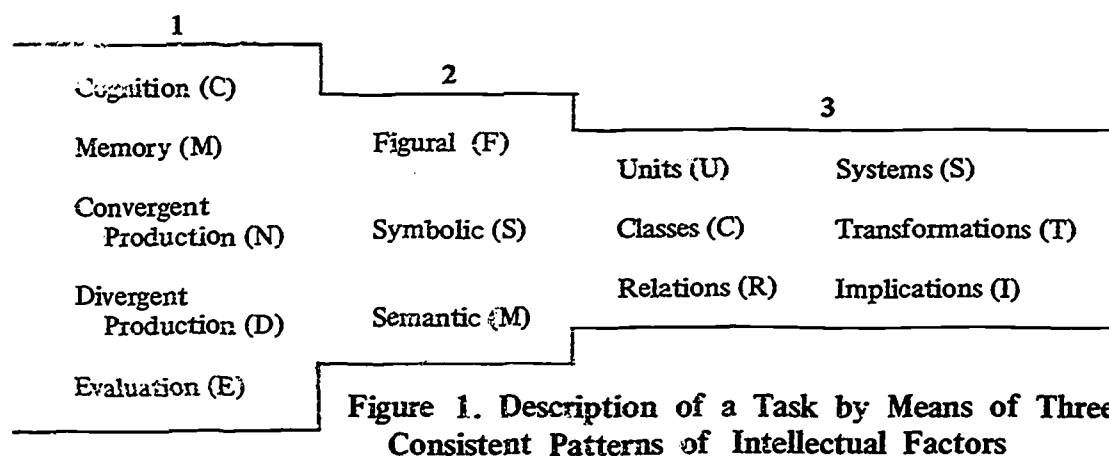 1
Cognition (C)
Memory (M)
Convergent
Production (N)
Divergent
Production (D)
Evaluation (E)
2
Figural (F)
Symbolic (S)
Semantic (M)
3
Units (U)
Classes (C)
Relations (R)
Systems (S)
Transformations (T)
Implications (I)
Figure 1. Description of a Task by Means of Three
Consistent Patterns of Intellectual Factors